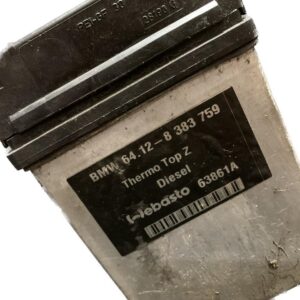 BMW 64.12-8 383 759
Thermo Top Z
Diesel
Webasto 63861A